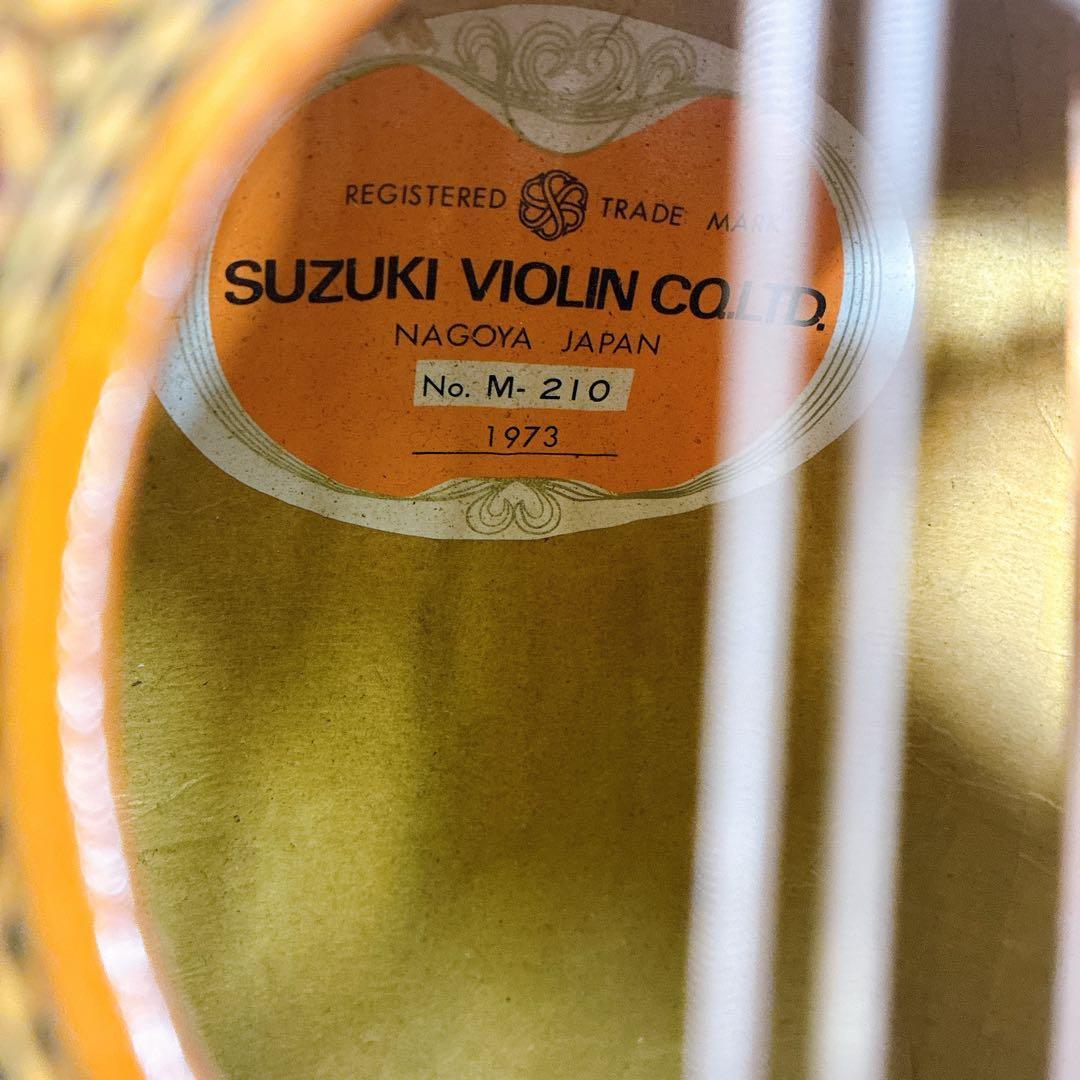 REGISTERED TRADE MARK
SUZUKI VIOLIN CO.LTD.
NAGOYA JAPAN
No. M- 210
1973